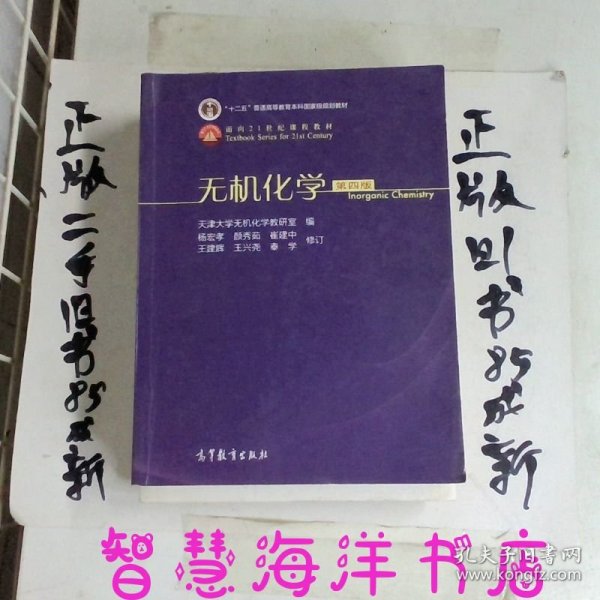 "十二五"普通高等教育本科国家级规划教材
面向21世纪课程教材
Textbook Series for 21st Century
无机化学 第四版
Inorganic Chemistry
天津大学无机化学教研室 编
杨宏孝 颜秀茹 崔建中
王建辉 王兴尧 秦学 修订
高等教育出版社
正版二手旧书85成新
正版旧书85成新
智慧海洋书店
孔夫子旧书网
www.kongfz.com